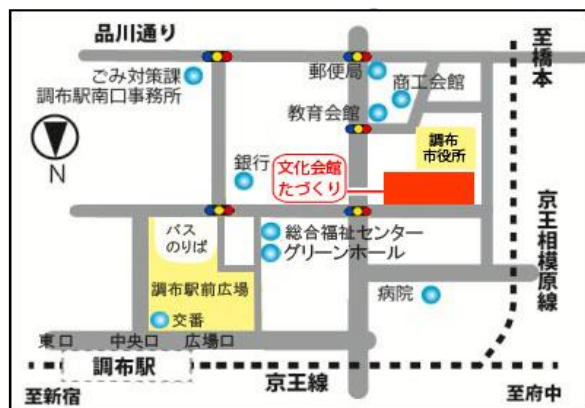 品川通り
至橋本
ごみ対策課
調布駅南口事務所
郵便局
商工会館
教育会館
調布
市役所
N
銀行
文化会館
たづくり
京王相模原線
バス
のりば
総合福祉センター
グリーンホール
調布駅前広場
病院
交番
東口
中央口
広場口
調布駅
京王線
至新宿
至府中